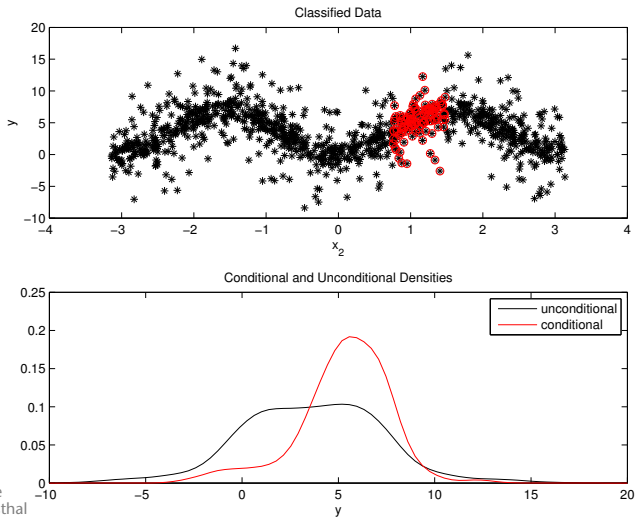 Classified Data
20
15
10
5
0
−5
−10
y
−4 −3 −2 −1 0 1 2 3 4
x2
Conditional and Unconditional Densities
0.25
0.2
0.15
0.1
0.05
0
unconditional
conditional
−10 −5 0 5 10 15 20
y
e
thal